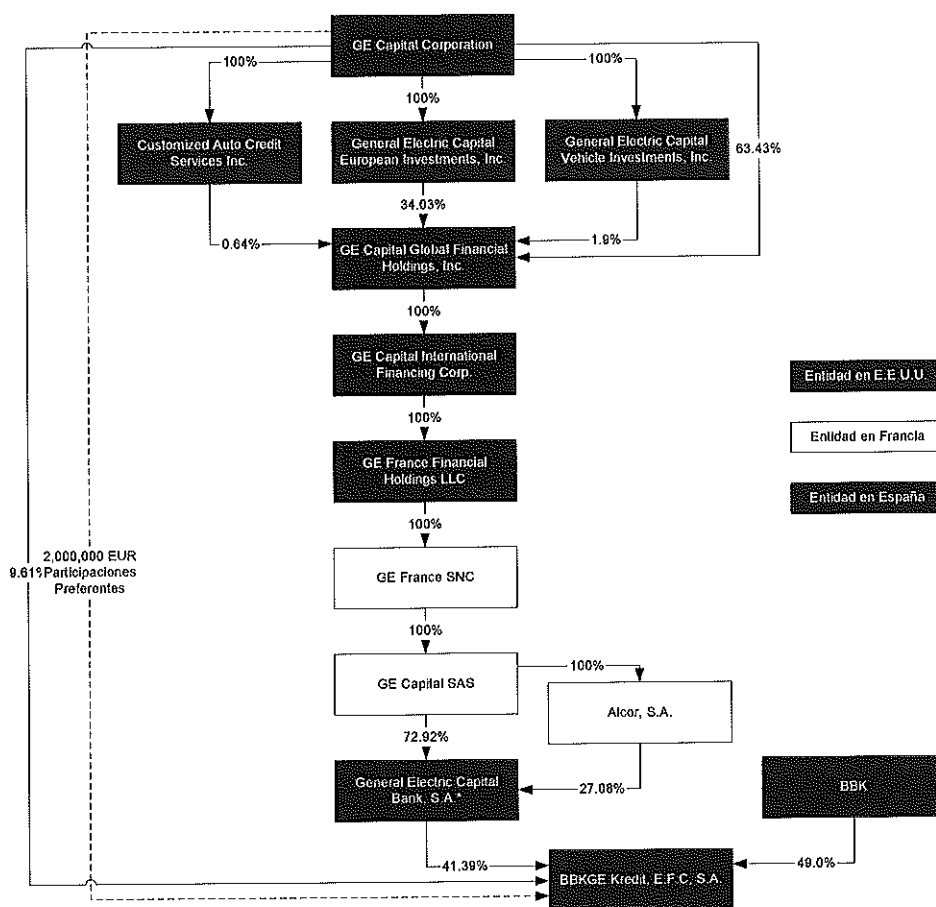 GE Capital Corporation
100%
100%
100%
Customized Auto Credit
Services Inc.
General Electric Capital
European Investments, Inc
General Electric Capital
Vehicle Investments, Inc.
63.43%
34.03%
0.64%
1.9%
GE Capital Global Financial
Holdings, Inc.
100%
GE Capital International
Financing Corp.
Entidad en E.E U.U.
100%
Entidad en Francia
GE France Financial
Holdings LLC
Entidad en España
100%
2,000,000 EUR
9.61%Participaciones
Preferentes
GE France SNC
100%
GE Capital SAS
100%
Alcor, S.A.
72.92%
General Electric Capital
Bank, S.A.*
27.08%
BBK
41.39%
49.0%
BBKGE Kredit, E.F.C, S.A.